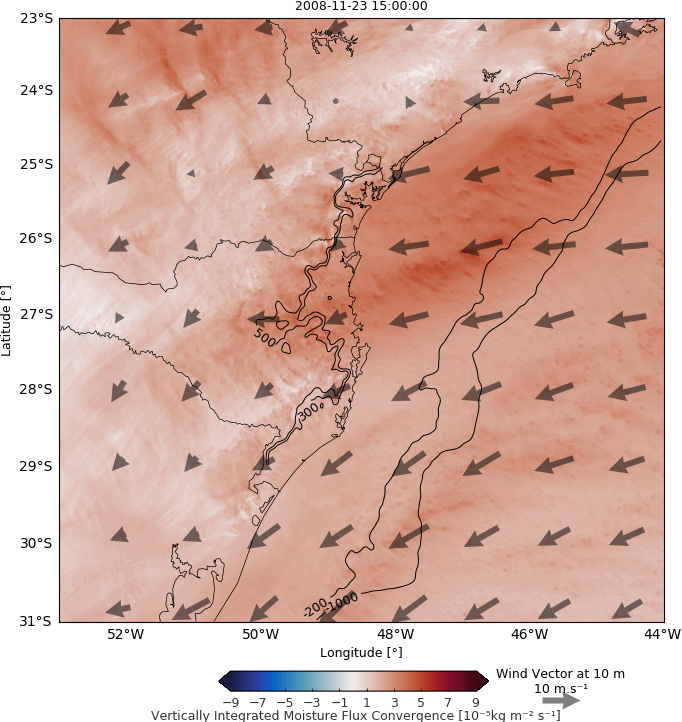 2008-11-23 15:00:00
23°S
24°S
25°S
26°S
27°S
28°S
29°S
30°S
31°S
Latitude [°]
500
300
-200
-1000
52°W 50°W 48°W 46°W 44°W
Longitude [°]
−9 −7 −5 −3 −1 1 3 5 7 9
Wind Vector at 10 m
10 m.s⁻¹
Vertically Integrated Moisture Flux Convergence [10⁻⁵kg m⁻² s⁻¹]